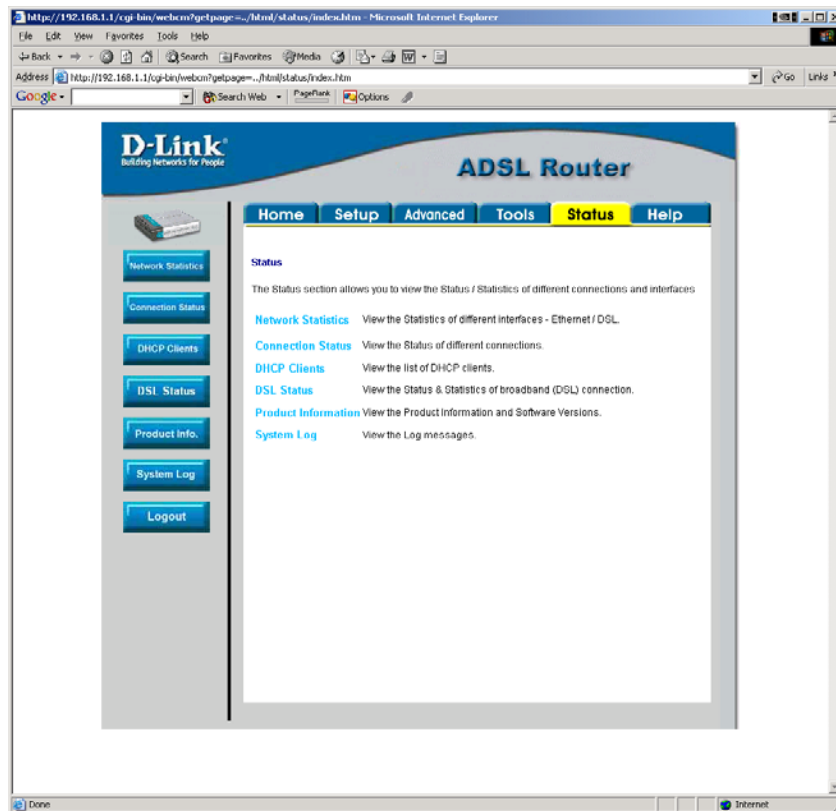 http://192.168.1.1/cgi-bin/webcm?getpage=../html/status/index.htm - Microsoft Internet Explorer
File Edit View Favorites Tools Help
Back Search Favorites Media
Address http://192.168.1.1/cgi-bin/webcm?getpage=../html/status/index.htm Go Links
Google Search Web PageRank Options
D-Link
Building Networks for People
ADSL Router
Home Setup Advanced Tools Status Help
Network Statistics
Connection Status
DHCP Clients
DSL Status
Product Info.
System Log
Logout
Status
The Status section allows you to view the Status / Statistics of different connections and interfaces
Network Statistics View the Statistics of different interfaces - Ethernet / DSL.
Connection Status View the Status of different connections.
DHCP Clients View the list of DHCP clients.
DSL Status View the Status & Statistics of broadband (DSL) connection.
Product Information View the Product Information and Software Versions.
System Log View the Log messages.
Done Internet